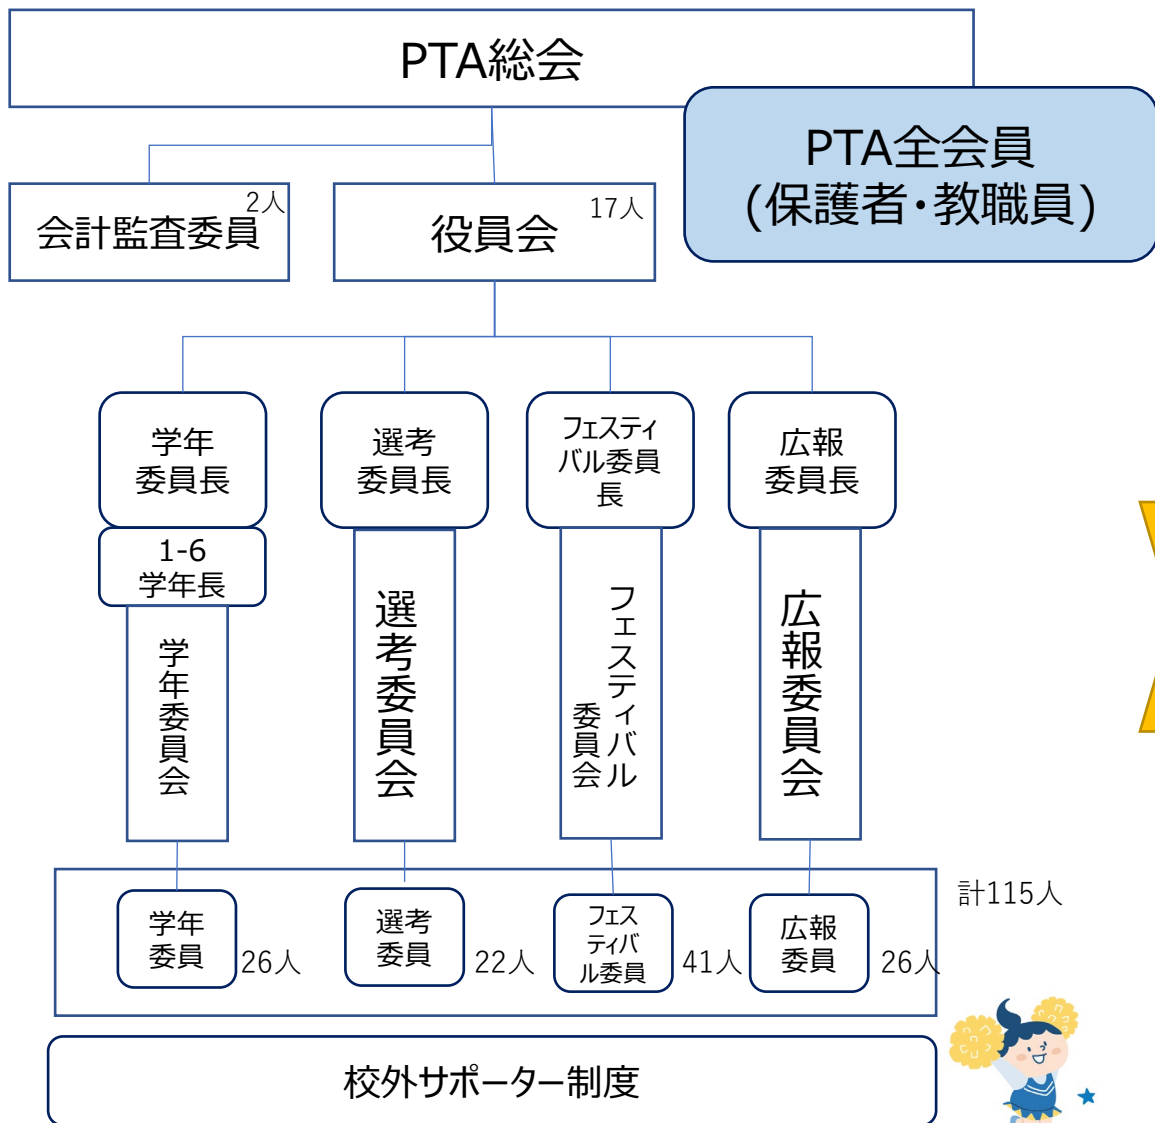 PTA総会
PTA全会員
(保護者・教職員)
会計監査委員
2人
役員会
17人
学年
委員長
選考
委員長
フェスティ
バル委員
長
広報
委員長
1-6
学年長
学年委員会
選考委員会
フェスティバル
委員会
広報委員会
計115人
学年
委員
26人
選考
委員
22人
フェス
ティバ
ル委員
41人
広報
委員
26人
校外サポーター制度